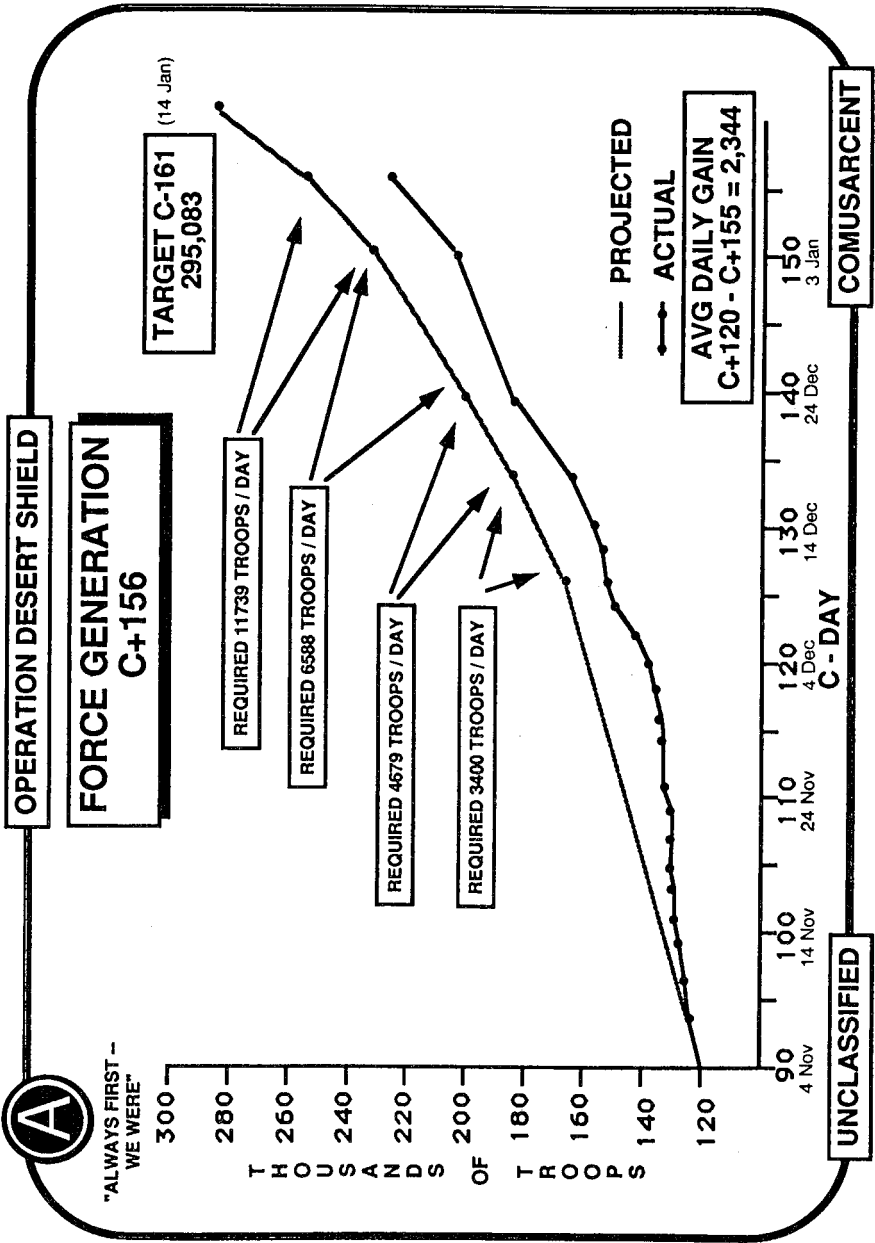 OPERATION DESERT SHIELD
A
"ALWAYS FIRST –
WE WERE"
FORCE GENERATION
C+156
TARGET C-161
295,083
(14 Jan)
REQUIRED 11739 TROOPS / DAY
REQUIRED 6588 TROOPS / DAY
REQUIRED 4679 TROOPS / DAY
REQUIRED 3400 TROOPS / DAY
THOUSANDS OF TROOPS
300
280
260
240
220
200
180
160
140
120
PROJECTED
ACTUAL
AVG DAILY GAIN
C+120 - C+155 = 2,344
90 100 110 120 130 140 150
4 Nov 14 Nov 24 Nov 4 Dec 14 Dec 24 Dec 3 Jan
C - DAY
UNCLASSIFIED
COMUSARCENT